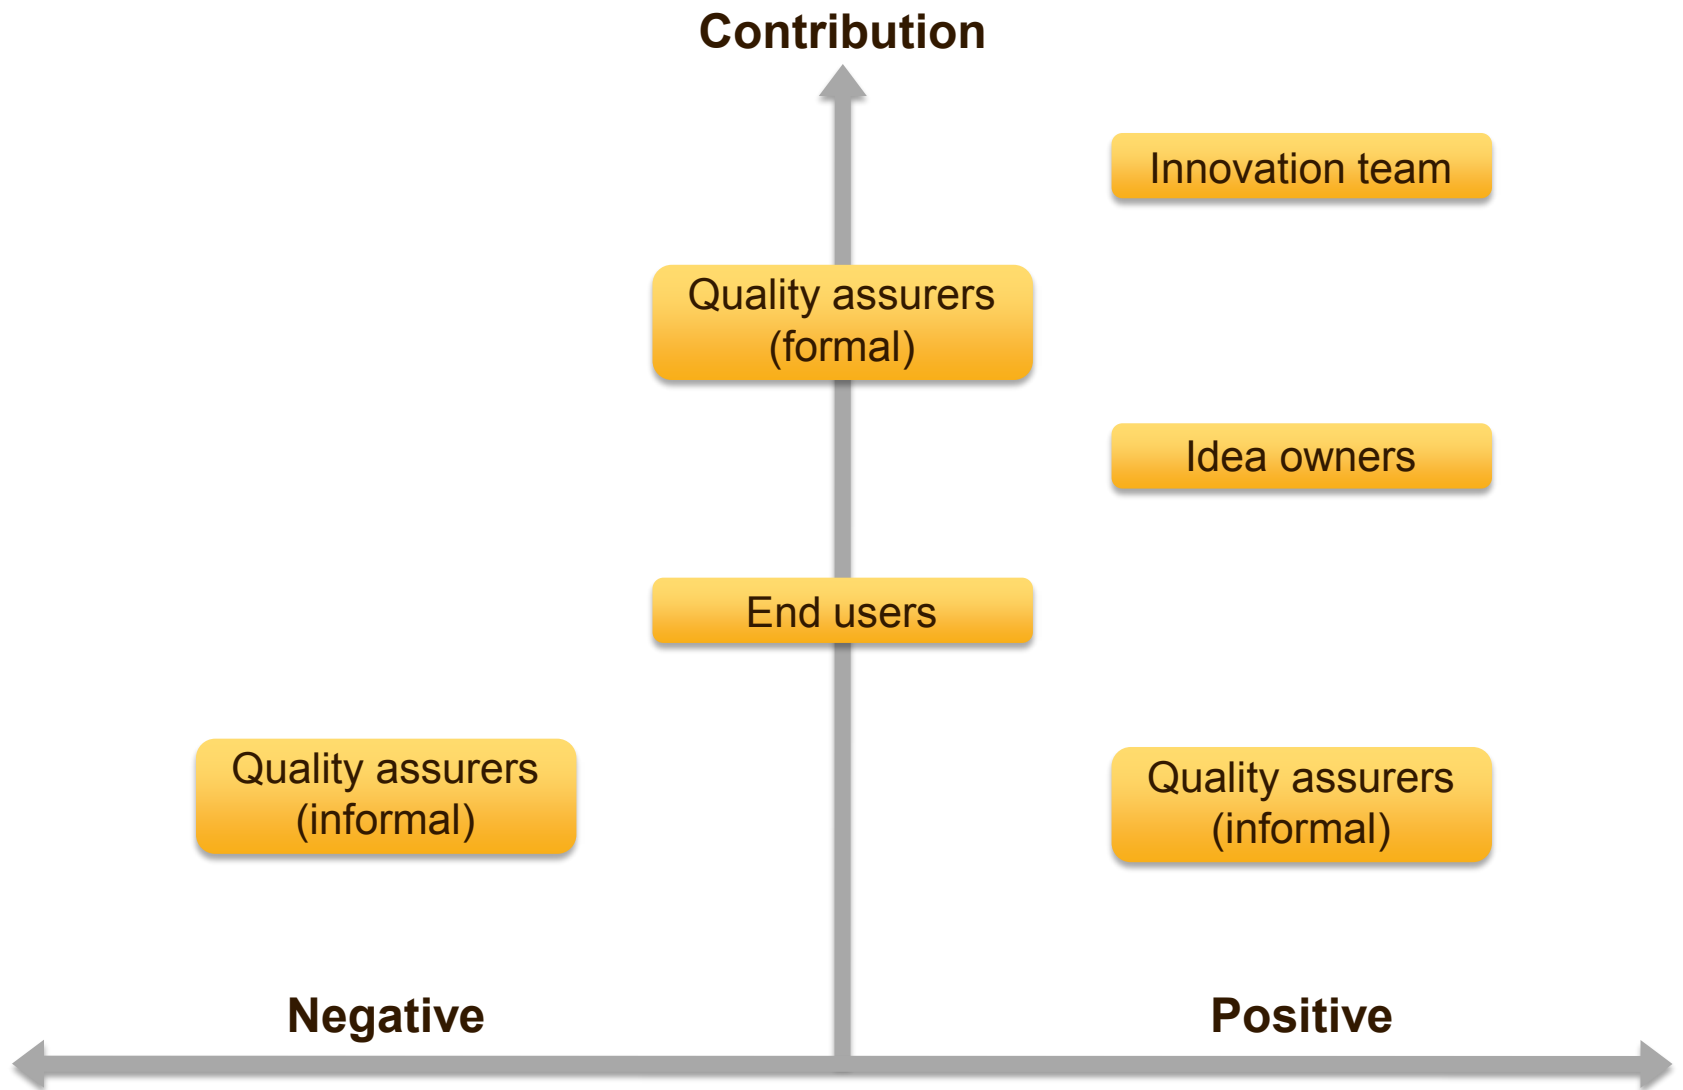 Contribution
Innovation team
Quality assurers
(formal)
Idea owners
End users
Quality assurers
(informal)
Quality assurers
(informal)
Negative
Positive